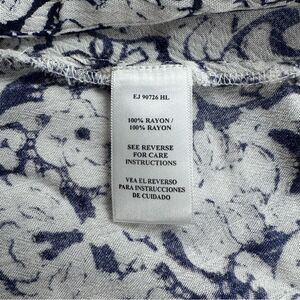 EJ 90726 HL
100% RAYON /
100% RAYON
SEE REVERSE
FOR CARE
INSTRUCTIONS
VEA EL REVERSO
PARA INSTRUCCIONES
DE CUIDADO